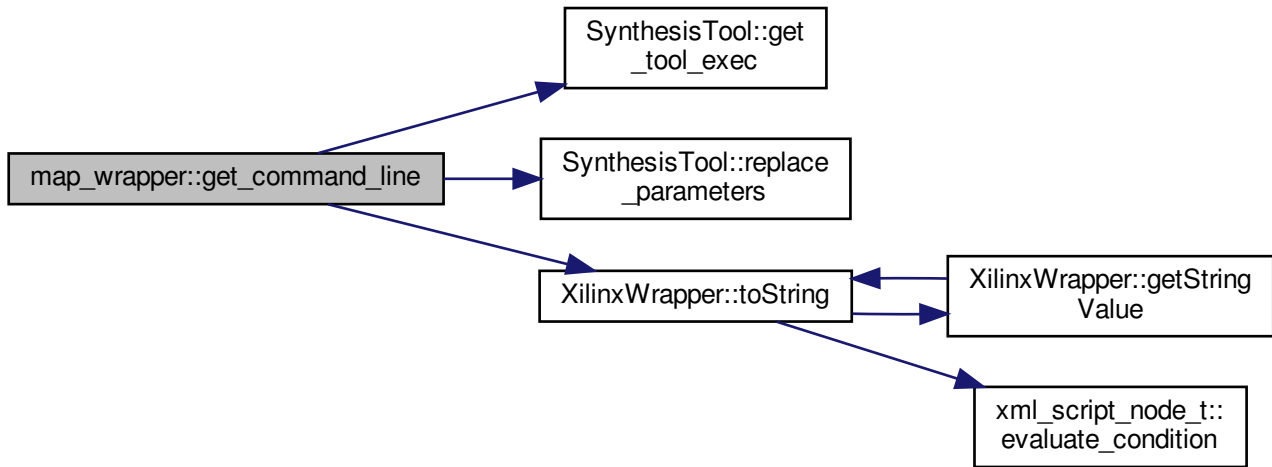 SynthesisTool::get
_tool_exec
map_wrapper::get_command_line
SynthesisTool::replace
_parameters
XilinxWrapper::toString
XilinxWrapper::getString
Value
xml_script_node_t::
evaluate_condition